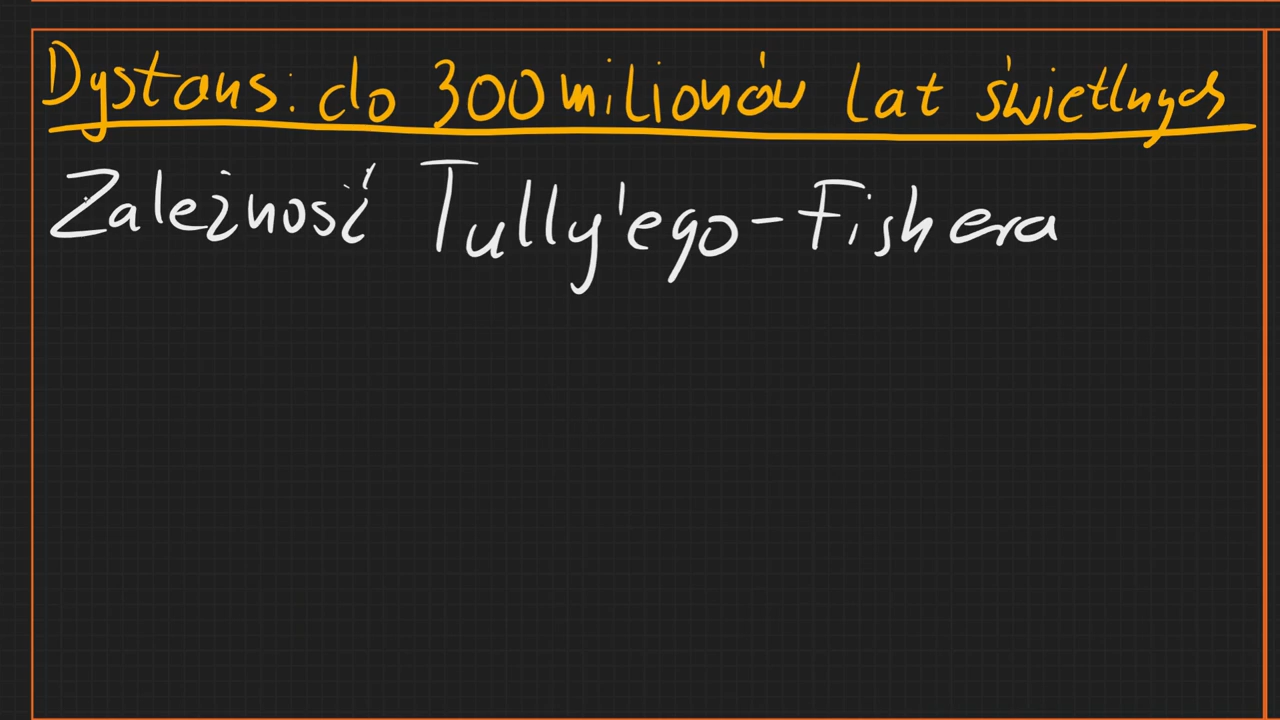 Dystans: do 300 milionów lat świetlnych
Zależność Tully'ego-Fishera